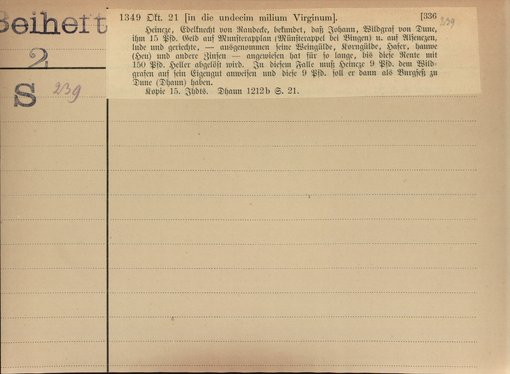 Beiheft
2
S 239
1349 Okt. 21 [in die undecim milium Virginum]. [336
239
Heinze, Edelknecht von Randecke, bekundet, daß Johann, Wildgraf von Dune,
ihm 15 Pfd. Geld auf Munsterapplan (Münsterappel bei Bingen) u. auf Alsenczen,
lude und gerichte, — ausgenommen seine Weingülde, Korngülde, Hafer, hauwe
(Heu) und andere Zinsen — angewiesen hat für so lange, bis diese Rente mit
150 Pfd. Heller abgelöst wird. In diesem Falle muß Heincze 9 Pfd. dem Wild-
grafen auf sein Eigengut anweisen und diese 9 Pfd. soll er dann als Burgseß zu
Dune (Dhaun) haben.
Kopie 15. Jhdts. Dhaun 1212b S. 21.